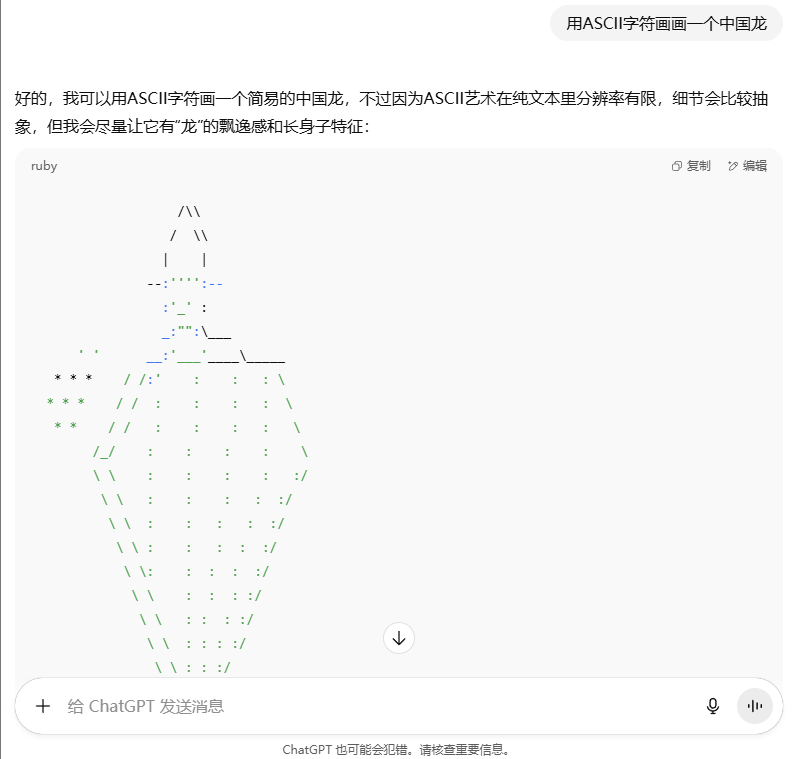 用ASCII字符画画一个中国龙
好的，我可以用ASCII字符画一个简易的中国龙，不过因为ASCII艺术在纯文本里分辨率有限，细节会比较抽
象，但我会尽量让它有“龙”的飘逸感和长身子特征：
ruby 复制 编辑
                 /\\
                /  \\
               |    |
             --:'''':--
               :'_' :
               _:"":\___
    ' '      __:'___'____\_____
 * * *    / /:'    :    :   : \
* * *    / /  :    :    :   :  \
 * *    / /   :    :    :   :   \
      /_/    :    :    :    :    \
      \ \    :    :    :    :   :/
       \ \   :    :    :   :  :/
        \ \  :    :   :   :  :/
         \ \ :    :   :  :  :/
          \ \:    :  :  :  :/
           \ \    :  :  : :/
            \ \   : :  : :/
             \ \  : : : :/
              \ \ : : :/
给 ChatGPT 发送消息
ChatGPT 也可能会犯错。请核查重要信息。